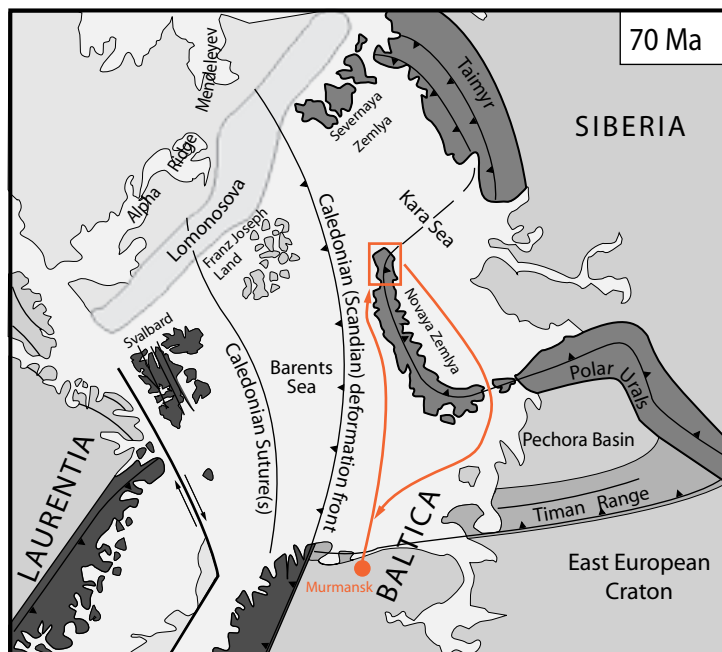 70 Ma
Mendeleyev
Taimyr
Severnaya
Zemlya
SIBERIA
Alpha
Ridge
Lomonosova
Kara Sea
Franz Joseph
Land
Caledonian (Scandian) deformation front
Novaya Zemlya
Svalbard
Barents
Sea
Caledonian Suture(s)
Polar Urals
Pechora Basin
LAURENTIA
Timan Range
BALTICA
East European
Craton
Murmansk